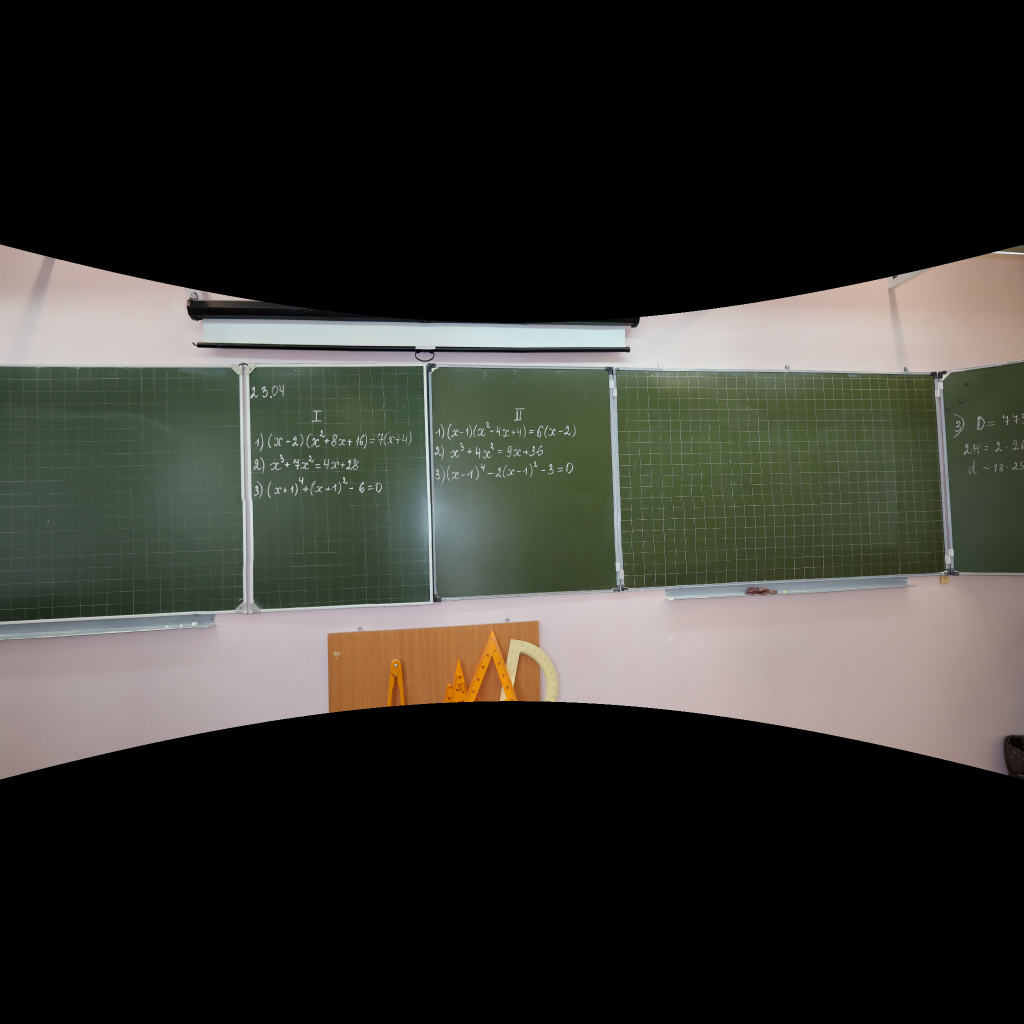 23.04
I
1) (x-2)(x²+8x+16)=7(x+4)
2) x³+7x²=4x+28
3) (x+1)⁴+(x+1)²-6=0
II
1) (x-1)(x²-4x+4)=6(x-2)
2) x³+4x²=9x+36
3) (x-1)⁴-2(x-1)²-3=0
3) D=